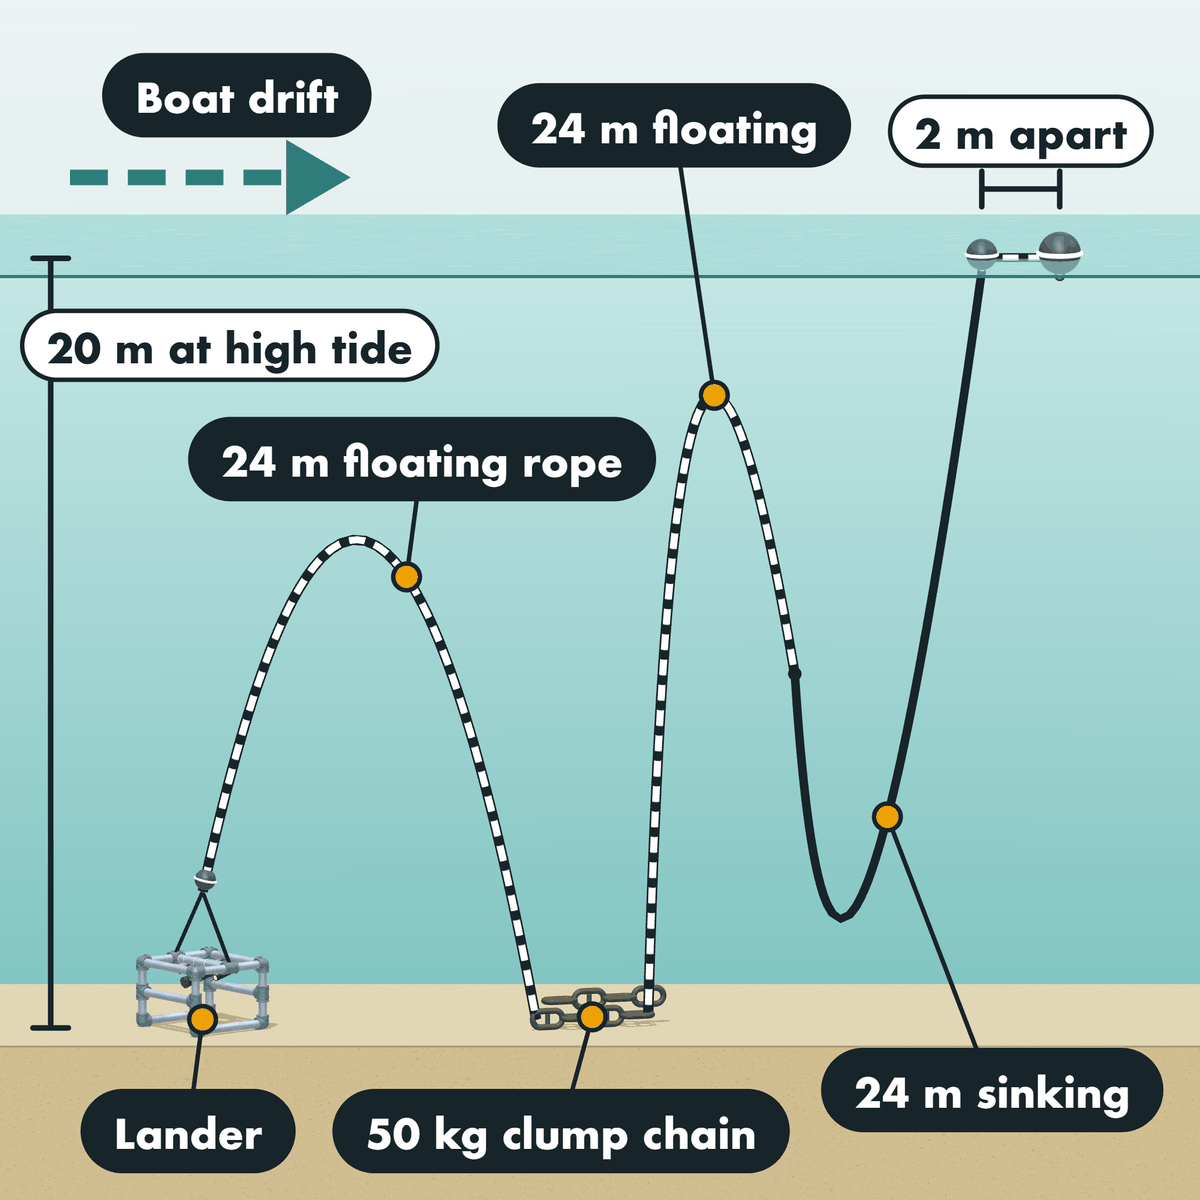 Boat drift
24 m floating
2 m apart
20 m at high tide
24 m floating rope
24 m sinking
Lander
50 kg clump chain